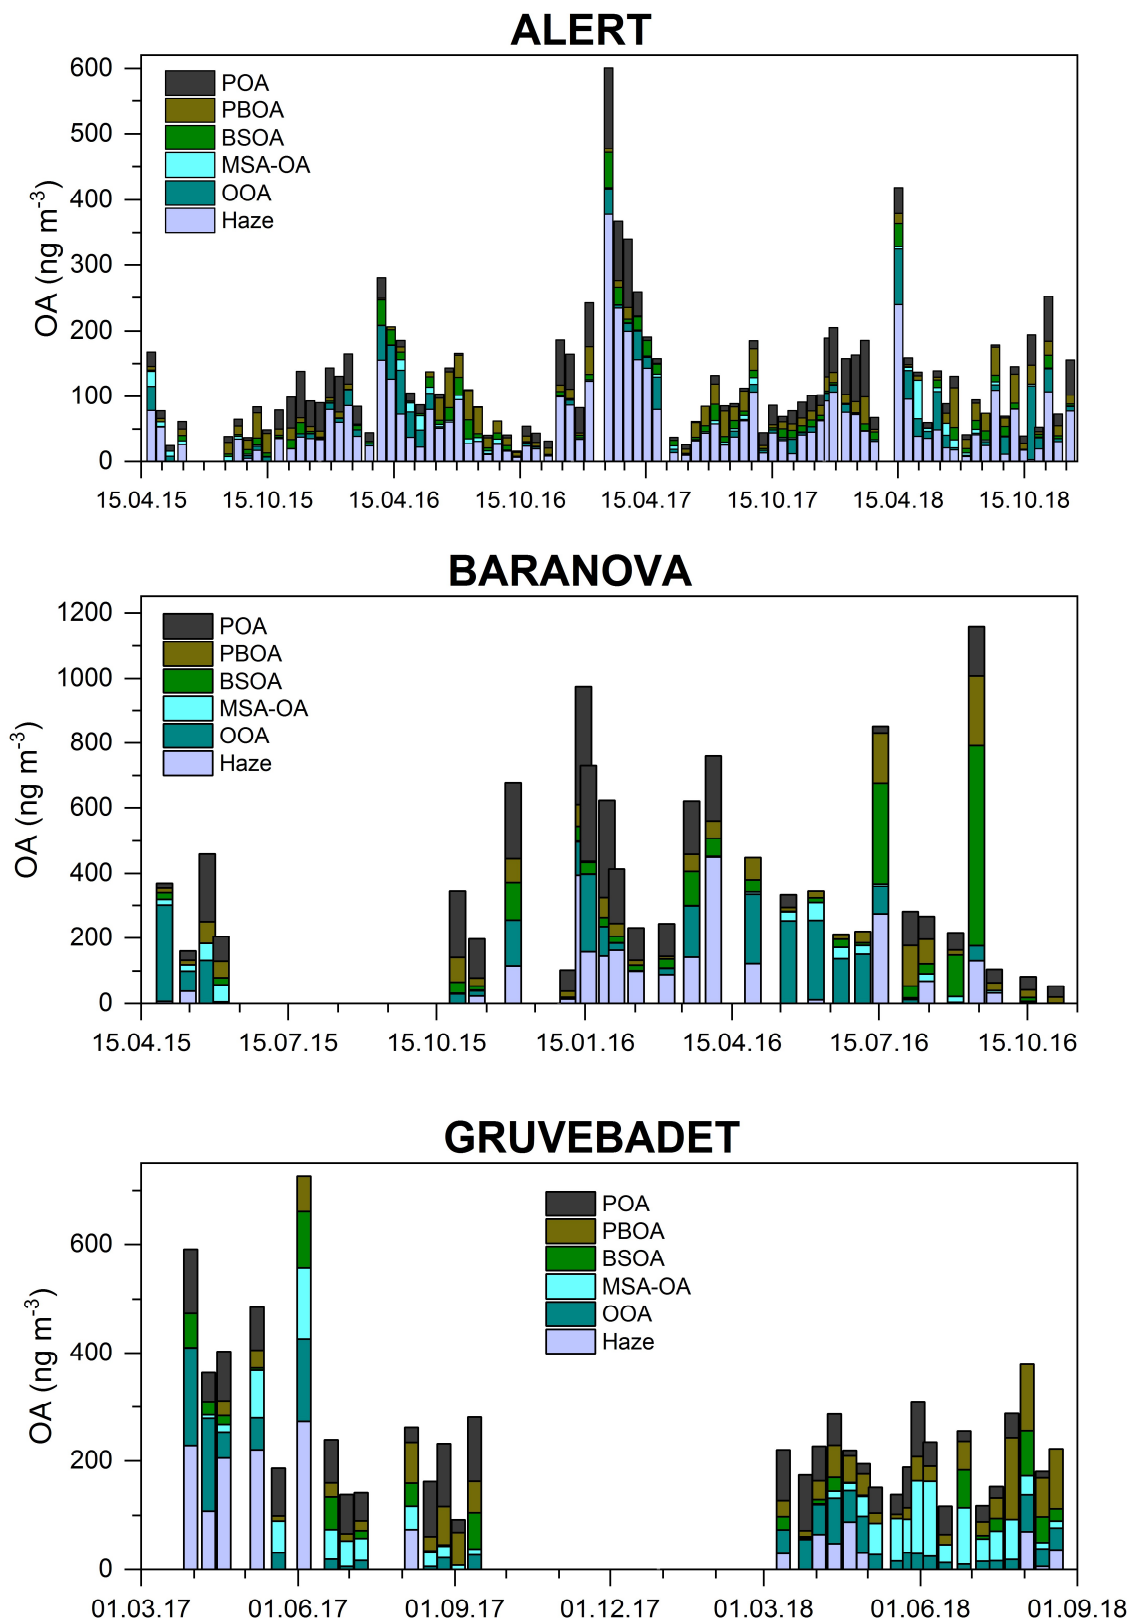 ALERT
600
500
400
300
200
100
0
OA (ng m⁻³)
POA
PBOA
BSOA
MSA-OA
OOA
Haze
15.04.15 15.10.15 15.04.16 15.10.16 15.04.17 15.10.17 15.04.18 15.10.18
BARANOVA
1200
1000
800
600
400
200
0
OA (ng m⁻³)
POA
PBOA
BSOA
MSA-OA
OOA
Haze
15.04.15 15.07.15 15.10.15 15.01.16 15.04.16 15.07.16 15.10.16
GRUVEBADET
600
400
200
0
OA (ng m⁻³)
POA
PBOA
BSOA
MSA-OA
OOA
Haze
01.03.17 01.06.17 01.09.17 01.12.17 01.03.18 01.06.18 01.09.18